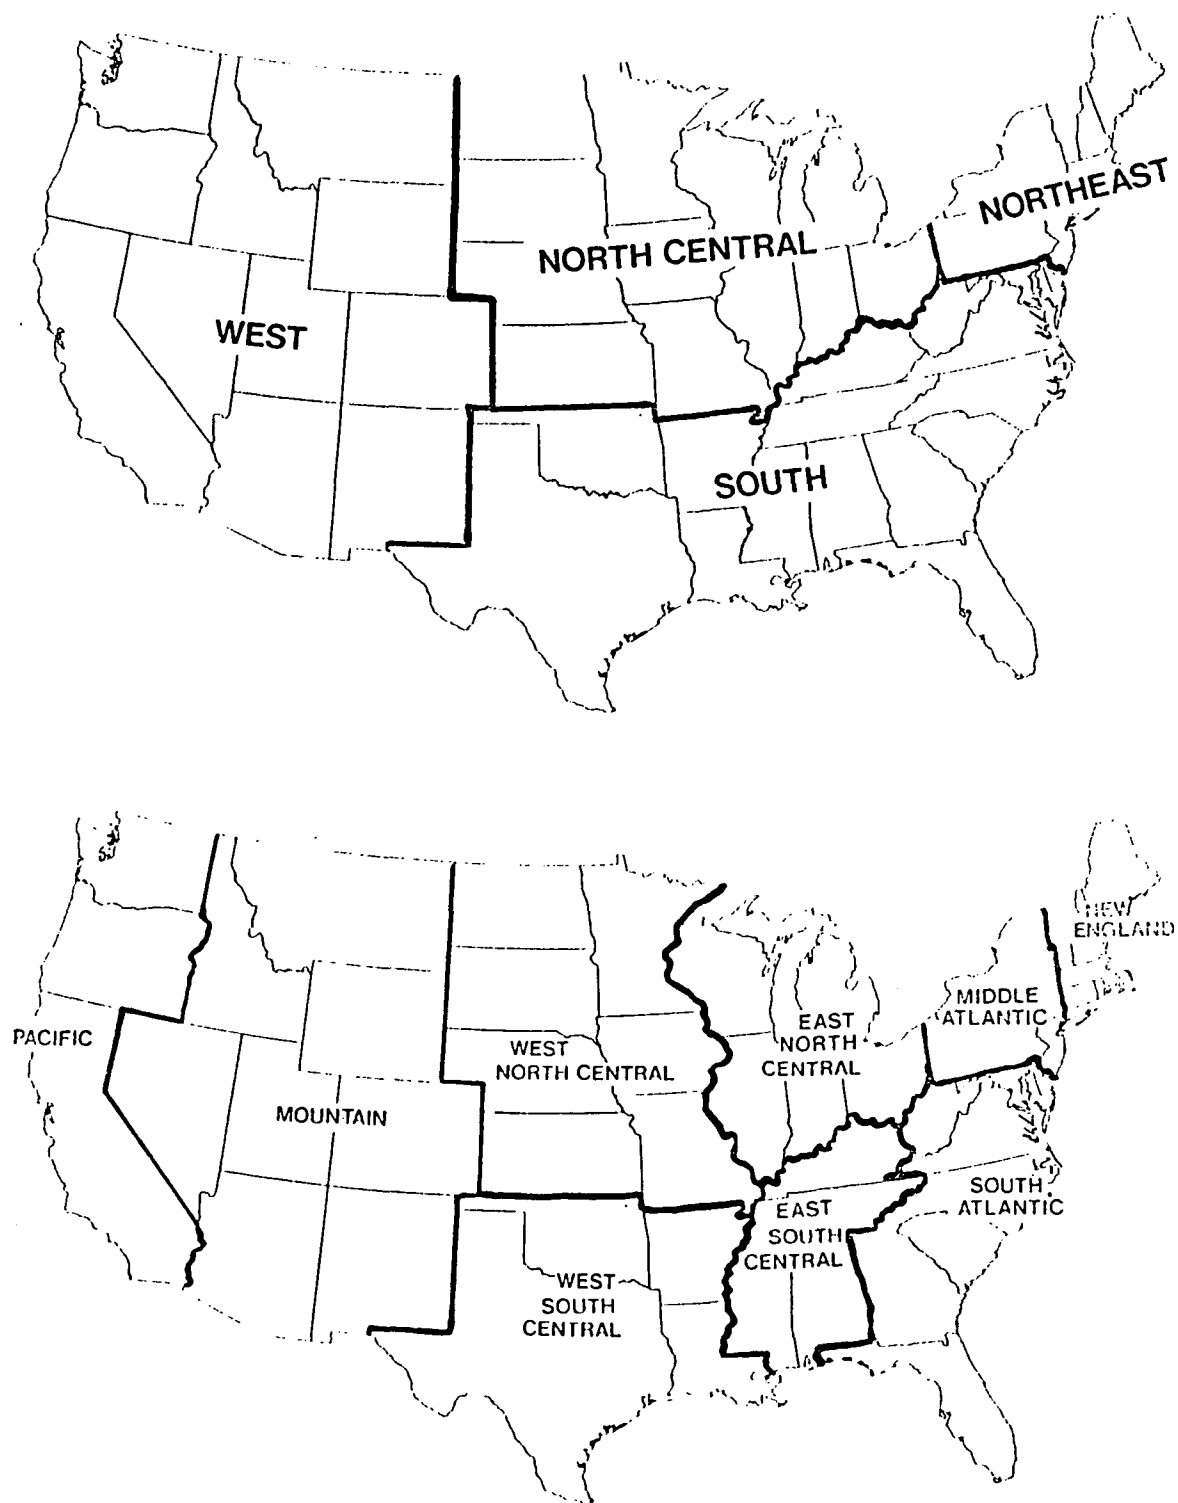 NORTHEAST
NORTH CENTRAL
WEST
SOUTH
NEW
ENGLAND
MIDDLE
ATLANTIC
PACIFIC
EAST
NORTH
CENTRAL
WEST
NORTH CENTRAL
MOUNTAIN
SOUTH
ATLANTIC
EAST
SOUTH
CENTRAL
WEST
SOUTH
CENTRAL